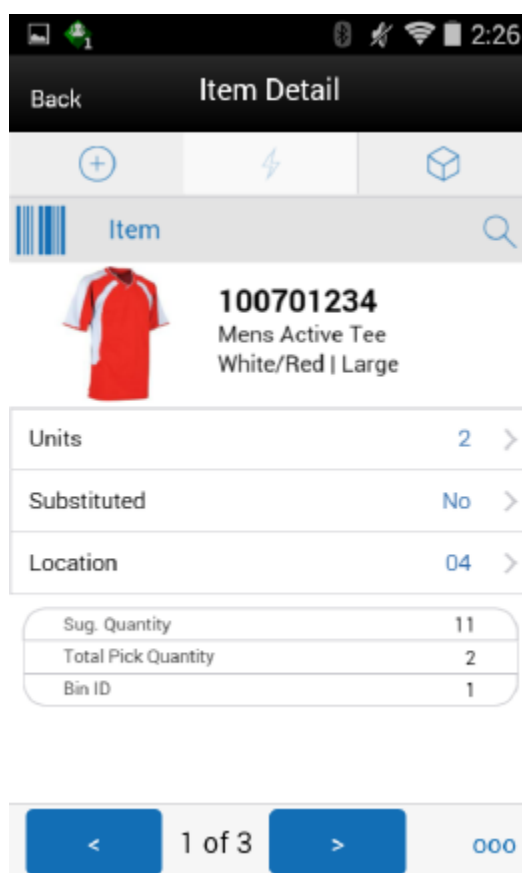 1
2:26
Back
Item Detail
Item
100701234
Mens Active Tee
White/Red | Large
Units 2 >
Substituted No >
Location 04 >
Sug. Quantity 11
Total Pick Quantity 2
Bin ID 1
< 1 of 3 > ooo